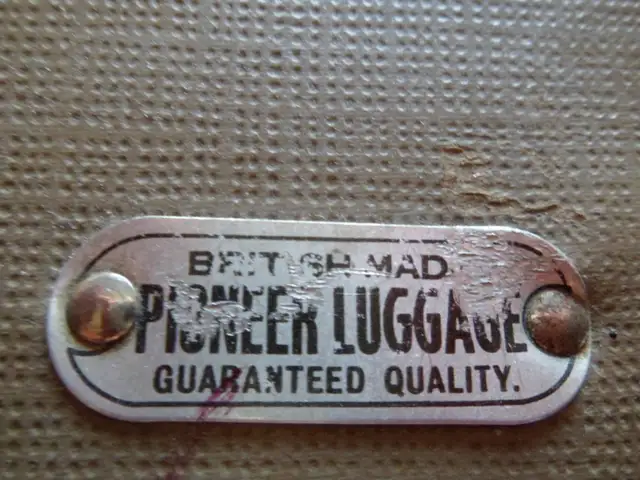 BRITISH MADE
PIONEER LUGGAGE
GUARANTEED QUALITY.